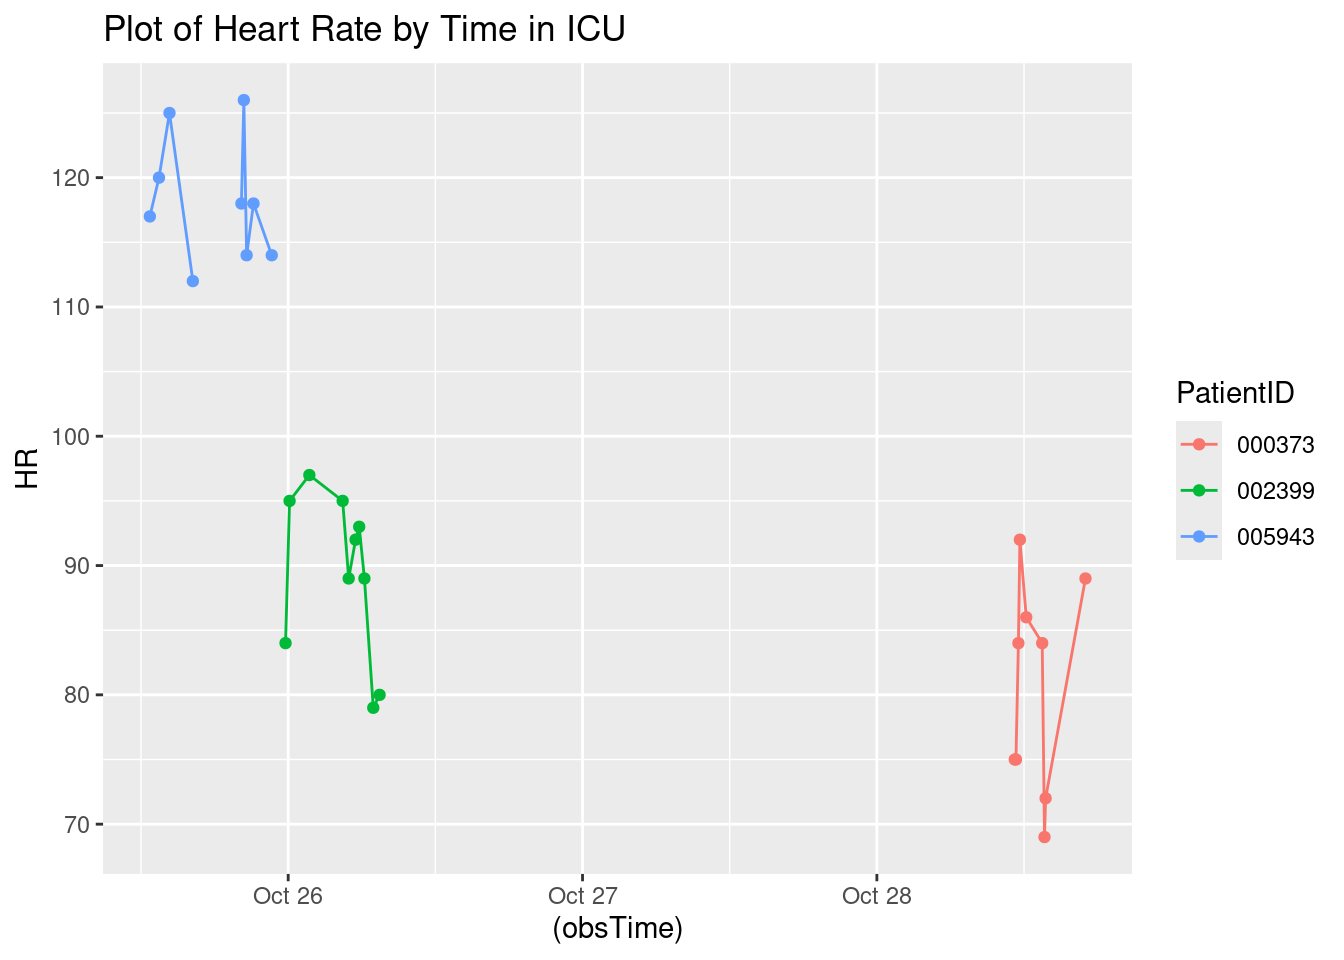 Plot of Heart Rate by Time in ICU
120
110
100
90
80
70
HR
Oct 26
Oct 27
Oct 28
(obsTime)
PatientID
000373
002399
005943